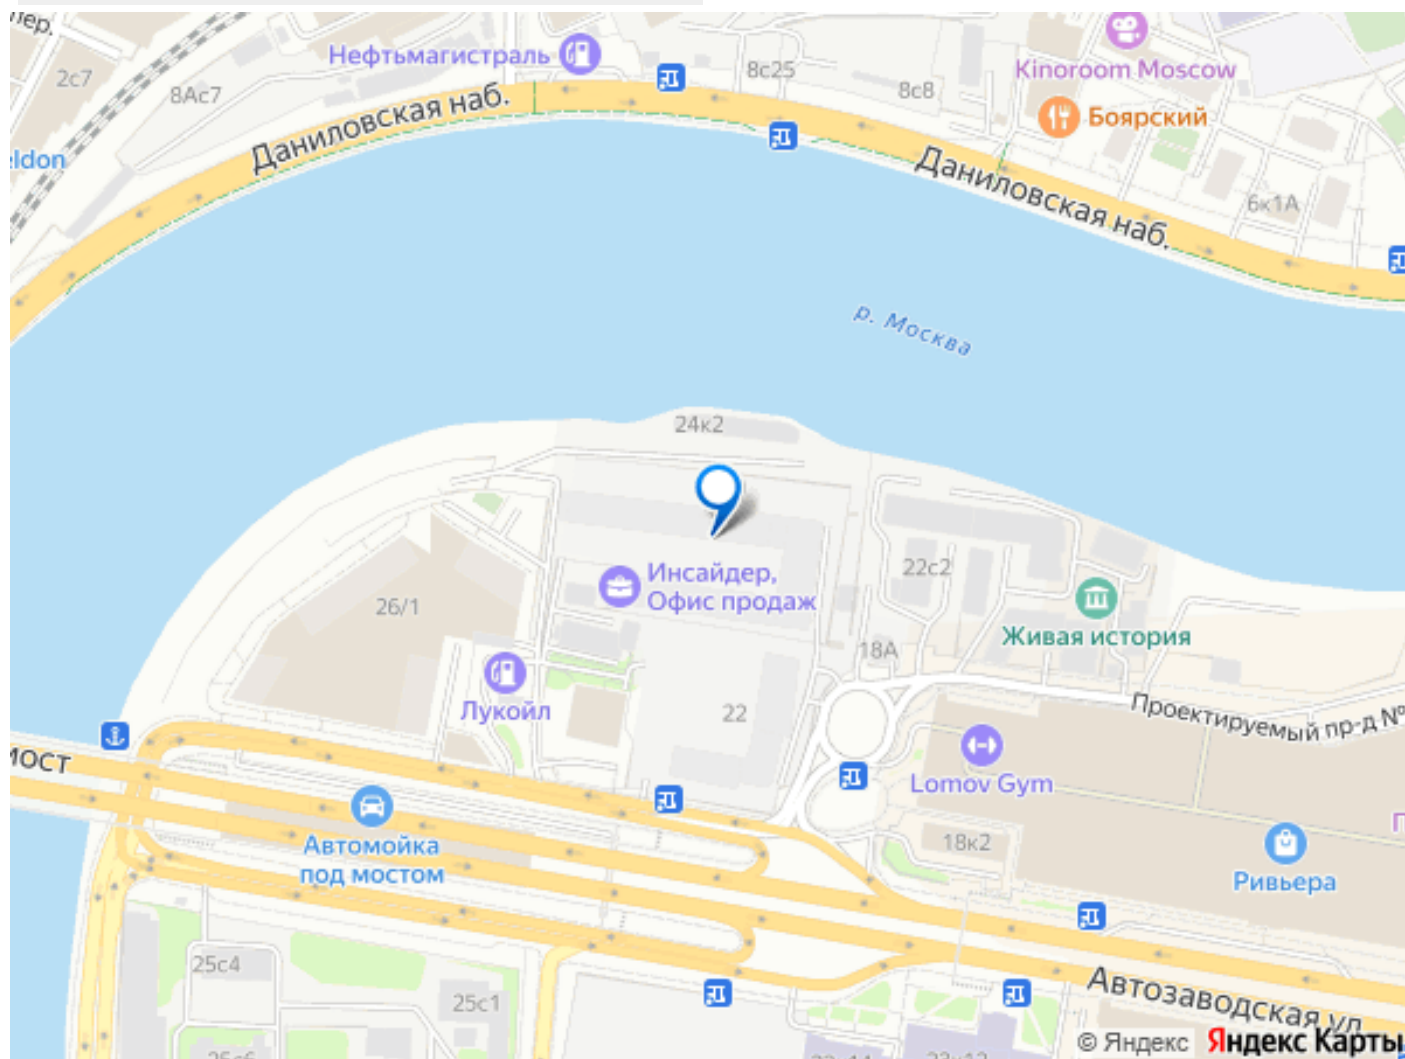 пер.
2с7
8Ас7
Нефтьмагистраль
8с25
8с8
Kinoroom Moscow
Боярский
Даниловская наб.
Даниловская наб.
eldon
6к1А
р. Москва
24к2
Инсайдер,
Офис продаж
22с2
26/1
Живая история
18А
Лукойл
22
Проектируемый пр-д №
мост
Lomov Gym
Автомойка
под мостом
18к2
Ривьера
25с4
25с1
Автозаводская ул.
© Яндекс Яндекс Карты